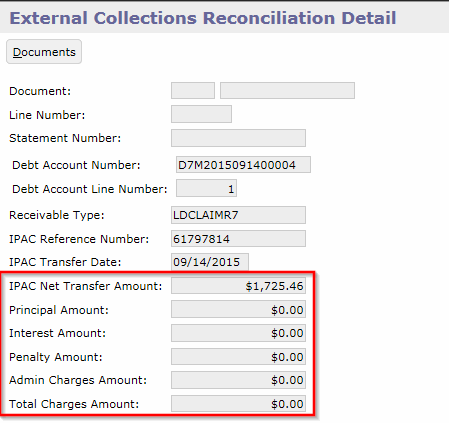 External Collections Reconciliation Detail
Documents
Document:
Line Number:
Statement Number:
Debt Account Number: D7M2015091400004
Debt Account Line Number: 1
Receivable Type: LDCLAIMR7
IPAC Reference Number: 61797814
IPAC Transfer Date: 09/14/2015
IPAC Net Transfer Amount: $1,725.46
Principal Amount: $0.00
Interest Amount: $0.00
Penalty Amount: $0.00
Admin Charges Amount: $0.00
Total Charges Amount: $0.00